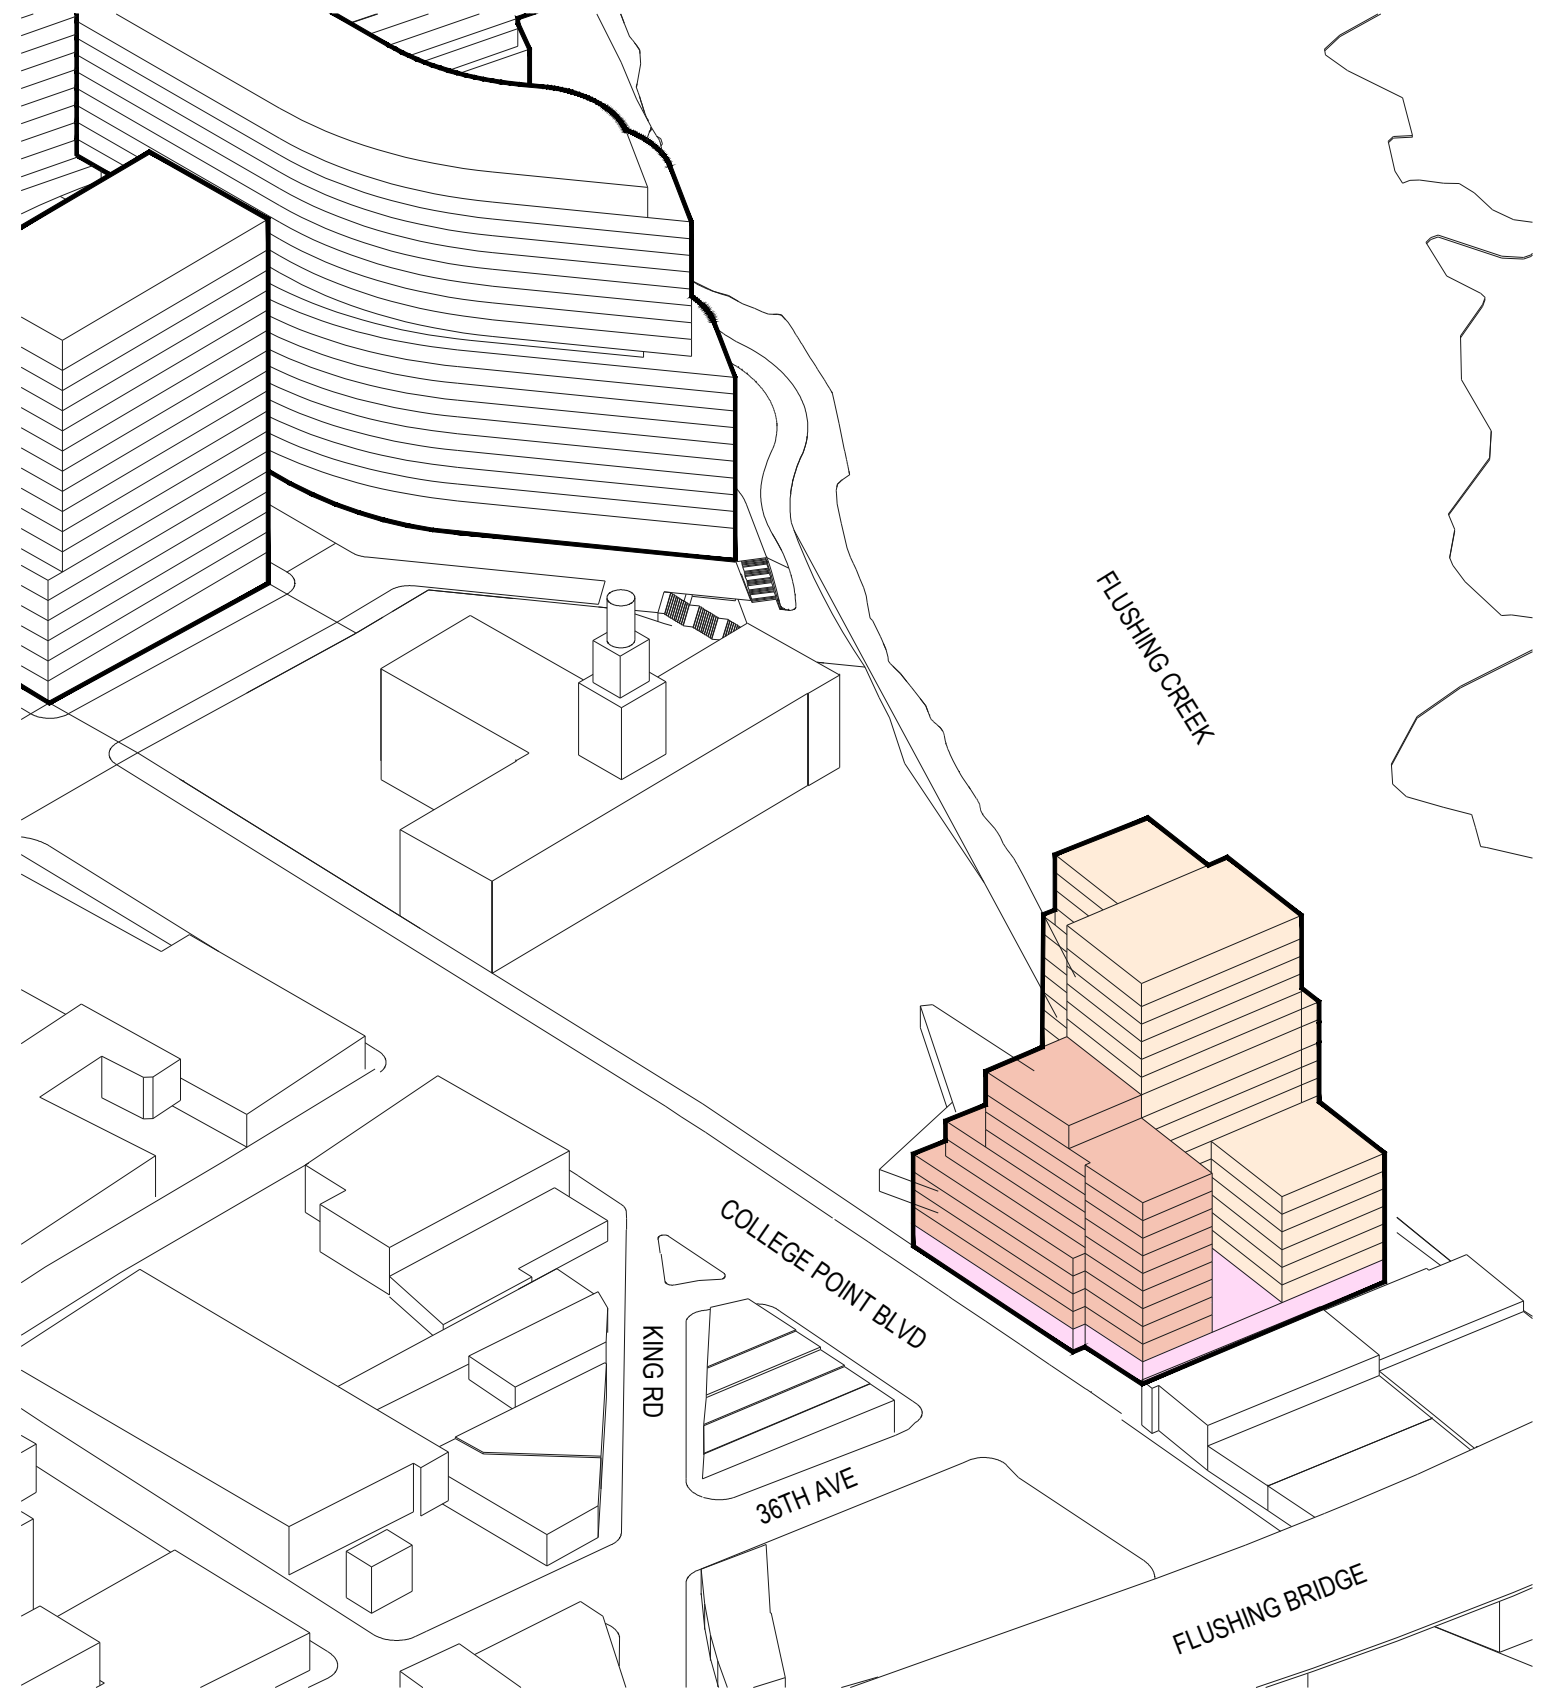 FLUSHING CREEK
COLLEGE POINT BLVD
KING RD
36TH AVE
FLUSHING BRIDGE